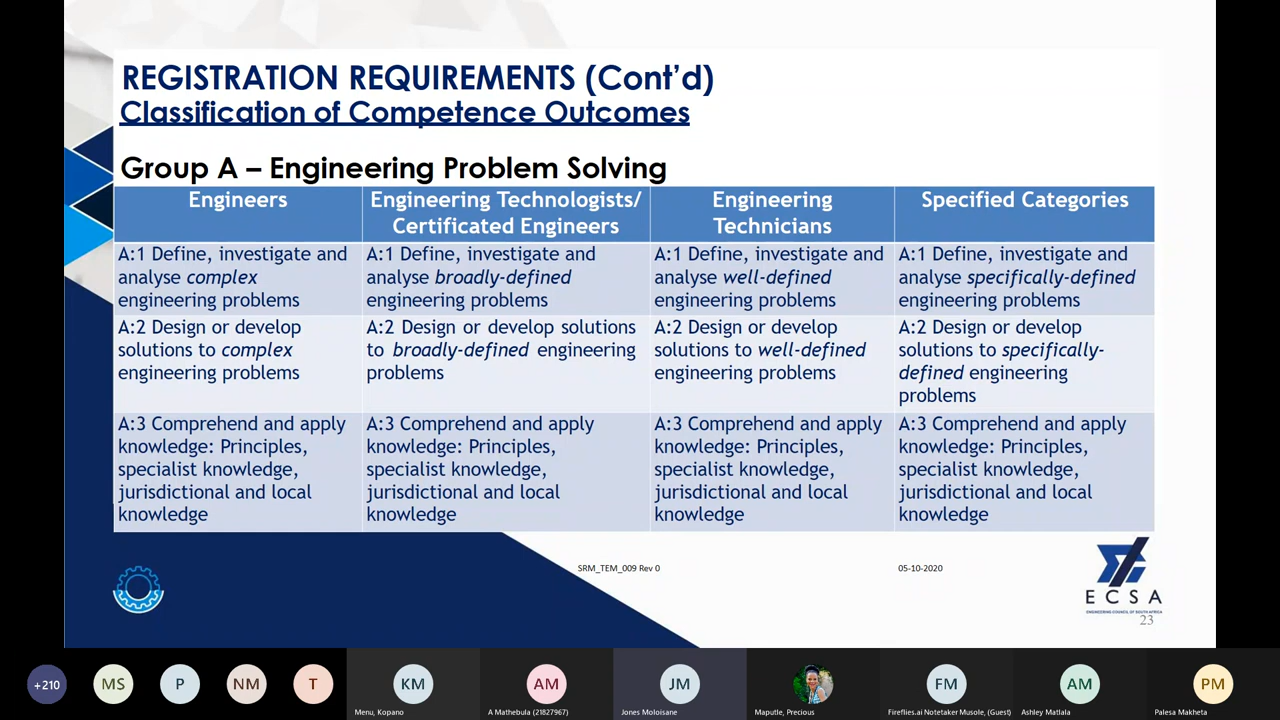 REGISTRATION REQUIREMENTS (Cont'd)
Classification of Competence Outcomes
Group A – Engineering Problem Solving
Engineers
Engineering Technologists/
Certificated Engineers
Engineering
Technicians
Specified Categories
A:1 Define, investigate and
analyse complex
engineering problems
A:1 Define, investigate and
analyse broadly-defined
engineering problems
A:1 Define, investigate and
analyse well-defined
engineering problems
A:1 Define, investigate and
analyse specifically-defined
engineering problems
A:2 Design or develop
solutions to complex
engineering problems
A:2 Design or develop solutions
to broadly-defined engineering
problems
A:2 Design or develop
solutions to well-defined
engineering problems
A:2 Design or develop
solutions to specifically-
defined engineering
problems
A:3 Comprehend and apply
knowledge: Principles,
specialist knowledge,
jurisdictional and local
knowledge
A:3 Comprehend and apply
knowledge: Principles,
specialist knowledge,
jurisdictional and local
knowledge
A:3 Comprehend and apply
knowledge: Principles,
specialist knowledge,
jurisdictional and local
knowledge
A:3 Comprehend and apply
knowledge: Principles,
specialist knowledge,
jurisdictional and local
knowledge
SRM_TEM_009 Rev 0
05-10-2020
ECSA
ENGINEERING COUNCIL OF SOUTH AFRICA
23
+210
MS
P
NM
T
KM
Menu, Kopano
AM
A Mathebula (21827967)
JM
Jones Moloisane
Maputle, Precious
FM
Fireflies.ai Notetaker Musole, (Guest)
AM
Ashley Matlala
PM
Palesa Makheta